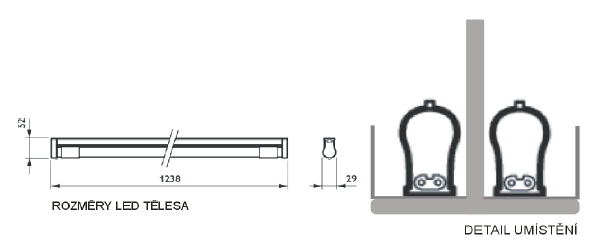 52
1238
29
ROZMĚRY LED TĚLESA
DETAIL UMÍSTĚNÍ